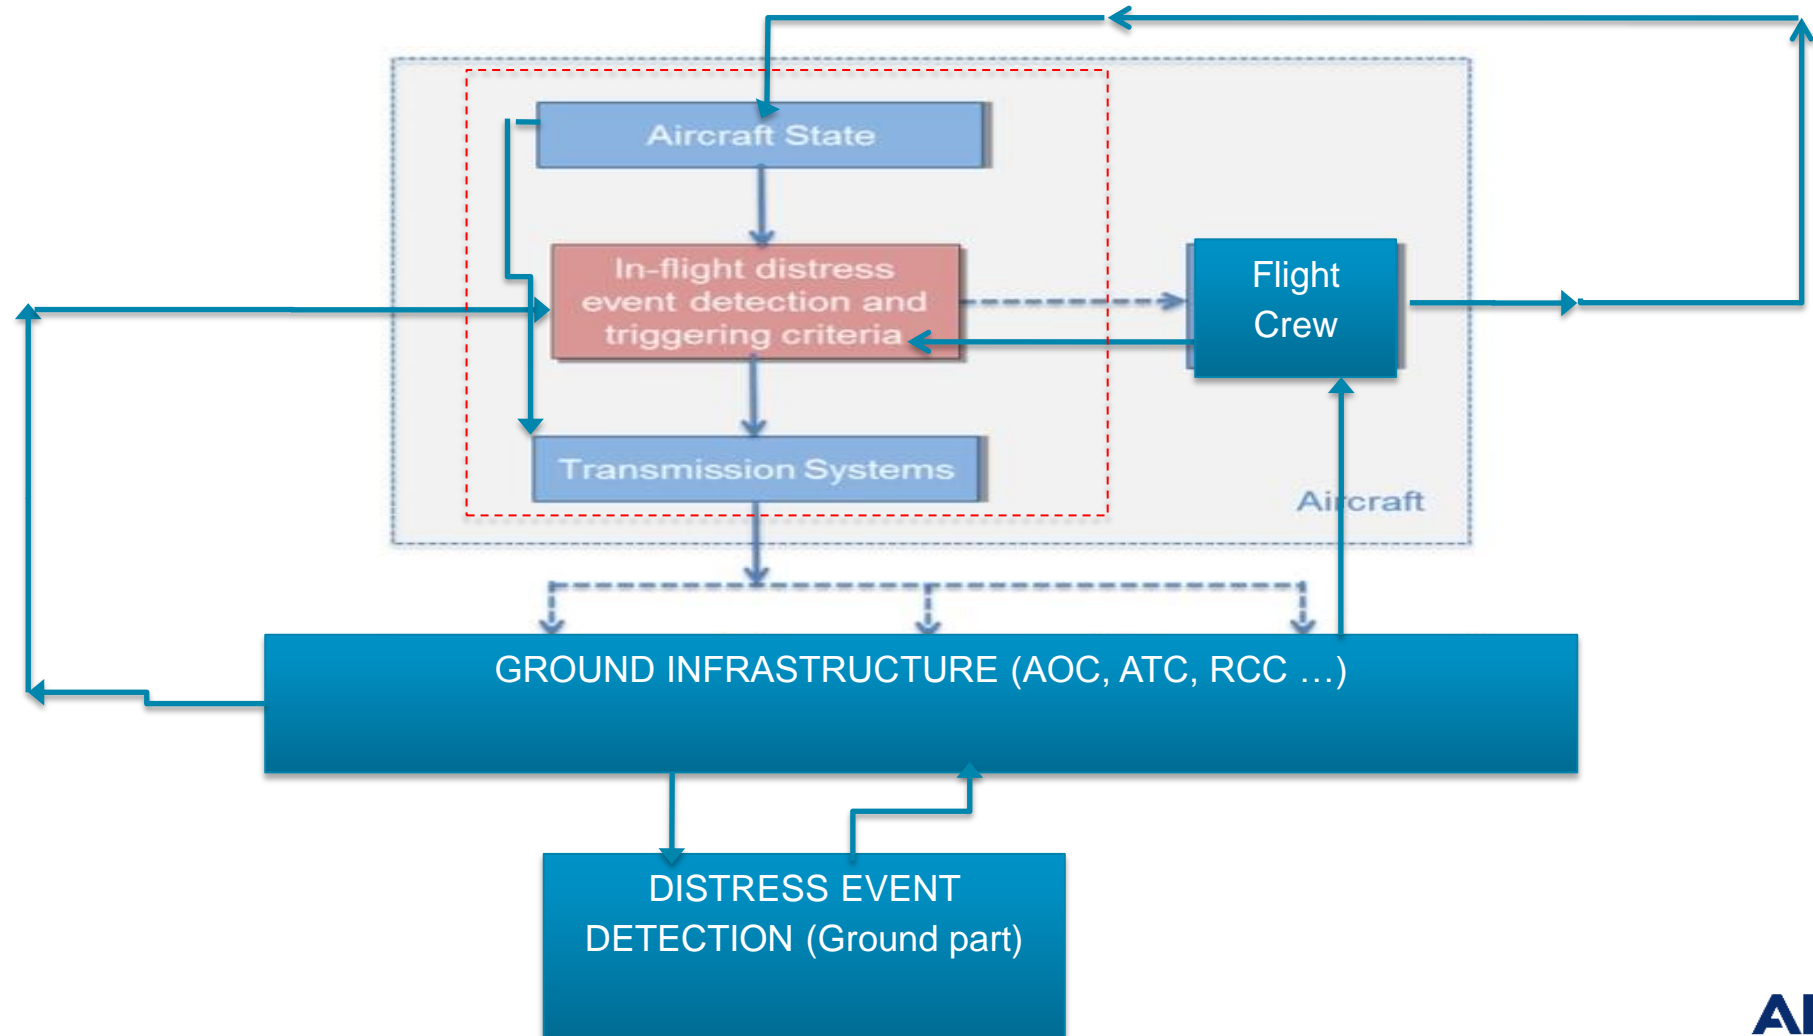 Aircraft State
In-flight distress
event detection and
triggering criteria
Flight
Crew
Transmission Systems
Aircraft
GROUND INFRASTRUCTURE (AOC, ATC, RCC …)
DISTRESS EVENT
DETECTION (Ground part)